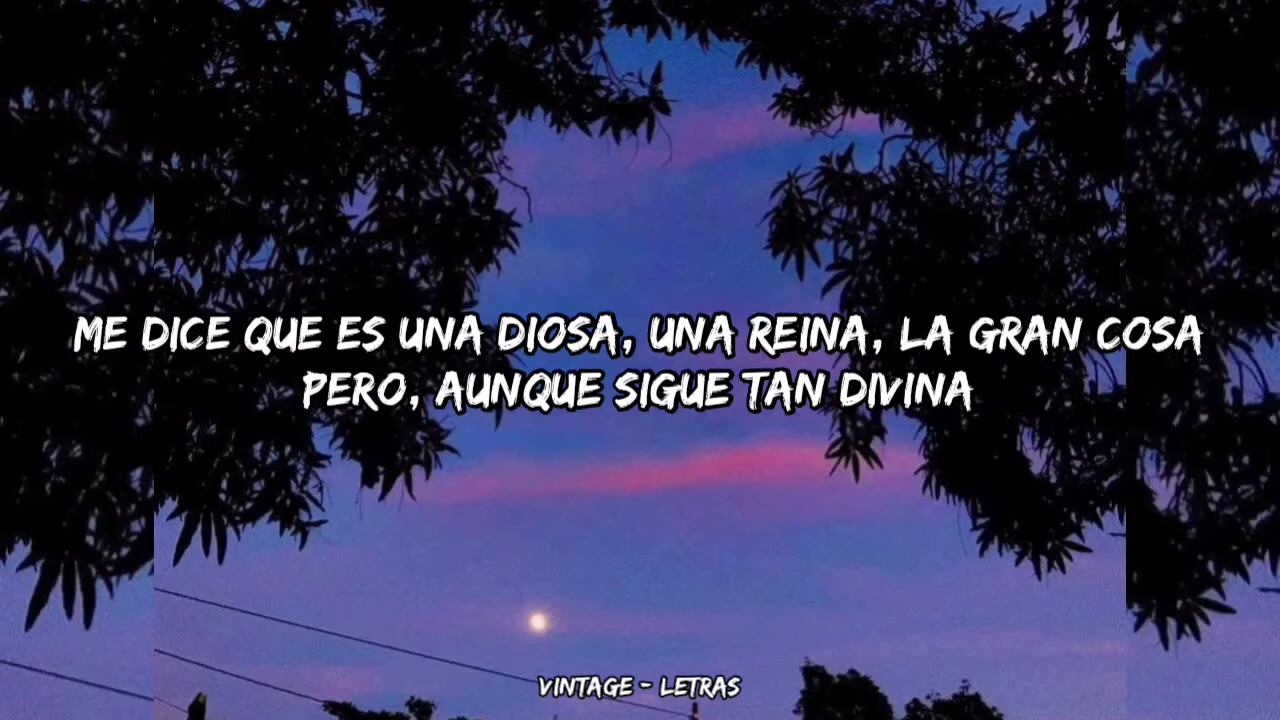 ME DICE QUE ES UNA DIOSA, UNA REINA, LA GRAN COSA
PERO, AUNQUE SIGUE TAN DIVINA
VINTAGE - LETRAS